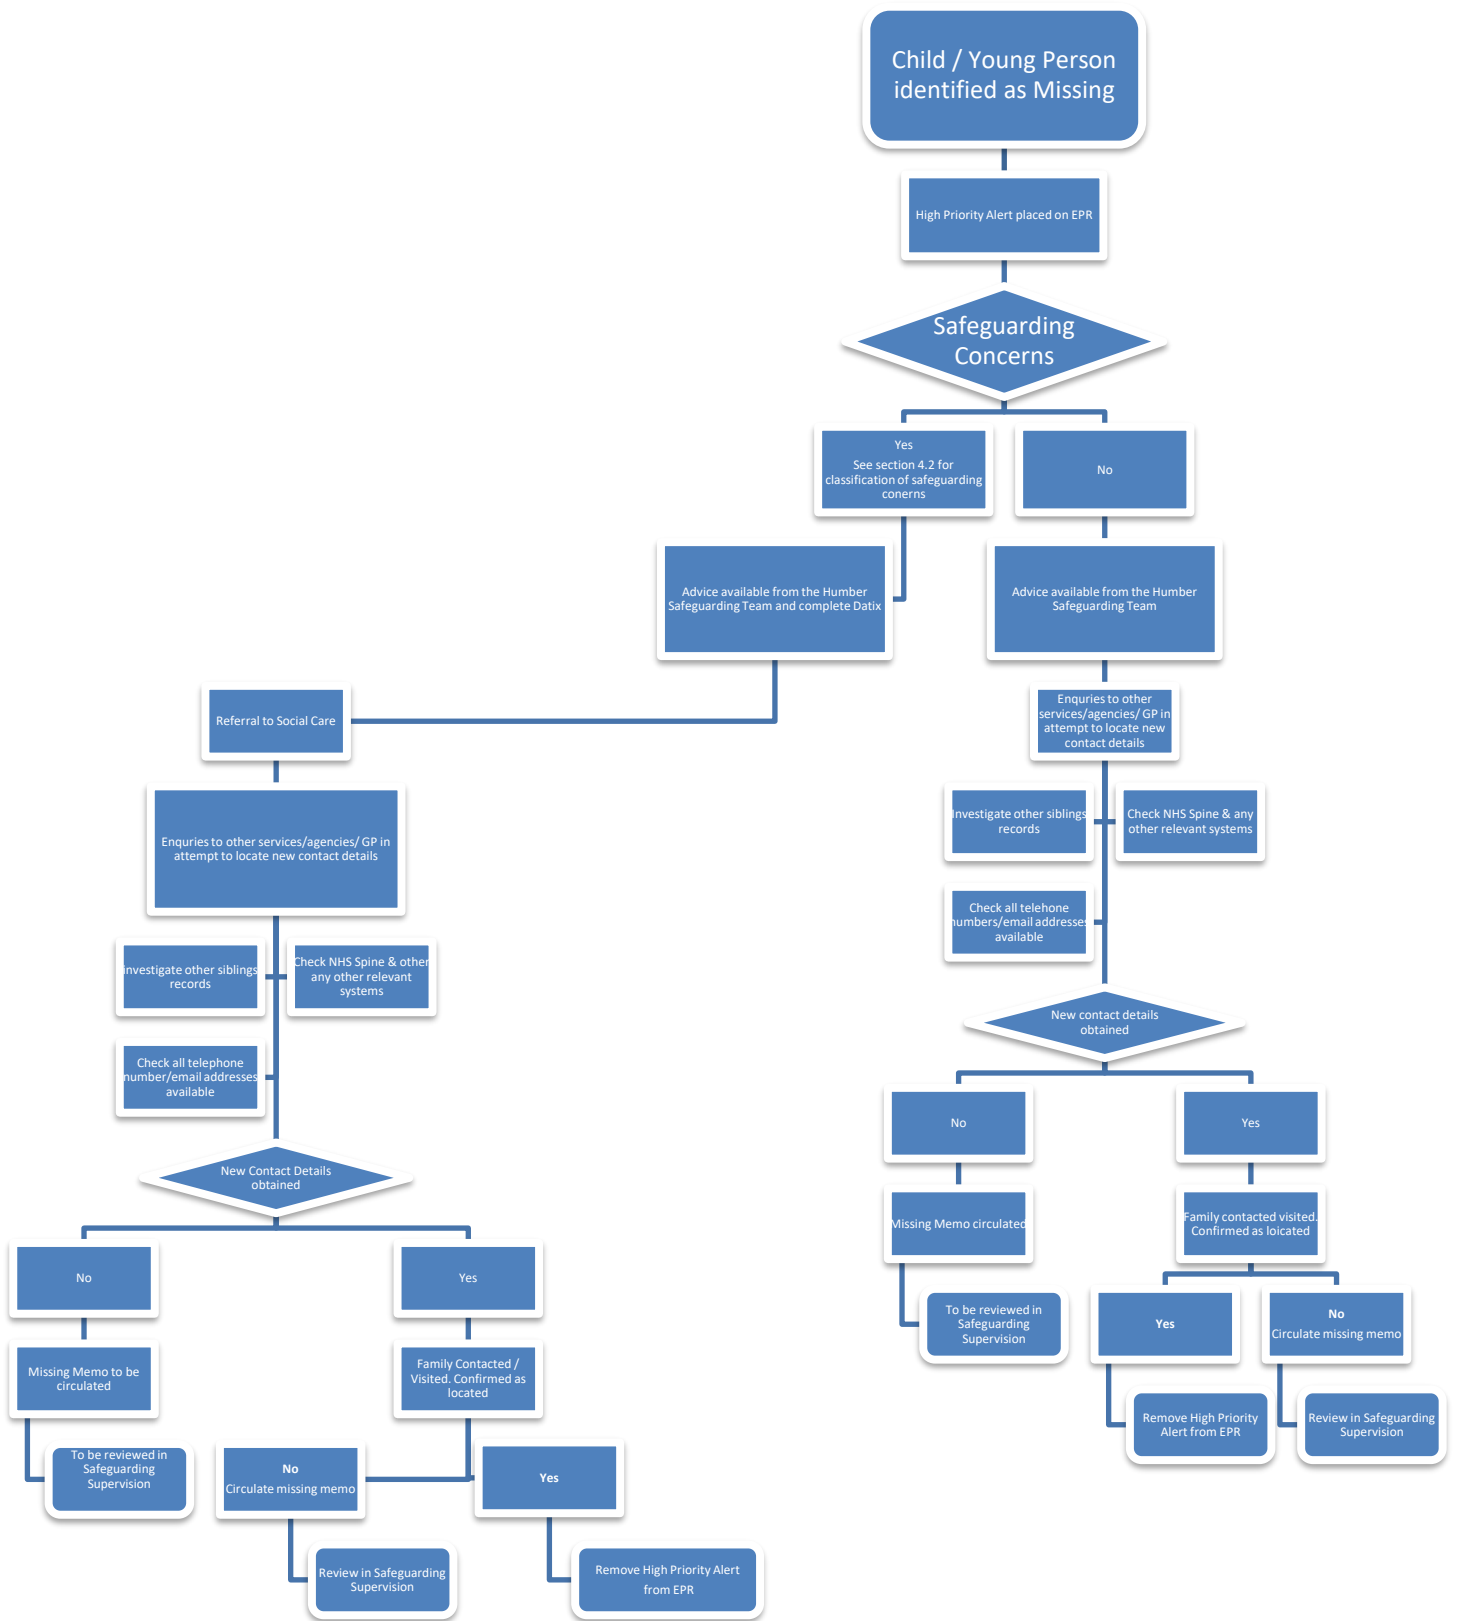 Child / Young Person
identified as Missing
High Priority Alert placed on EPR
Safeguarding
Concerns
Yes
See section 4.2 for
classification of safeguarding
conerns
No
Advice available from the Humber
Safeguarding Team and complete Datix
Advice available from the Humber
Safeguarding Team
Referral to Social Care
Enquries to other services/agencies/ GP in
attempt to locate new contact details
investigate other siblings
records
Check NHS Spine & other
any other relevant
systems
Check all telephone
number/email addresses
available
New Contact Details
obtained
No
Yes
Missing Memo to be
circulated
Family Contacted /
Visited. Confirmed as
located
To be reviewed in
Safeguarding
Supervision
No
Circulate missing memo
Yes
Review in Safeguarding
Supervision
Remove High Priority Alert
from EPR
Enquries to other
services/agencies/ GP in
attempt to locate new
contact details
Investigate other siblings
records
Check NHS Spine & any
other relevant systems
Check all telehone
numbers/email addresses
available
New contact details
obtained
No
Yes
Missing Memo circulated
Family contacted visited.
Confirmed as loicated
To be reviewed in
Safeguarding
Supervision
Yes
No
Circulate missing memo
Remove High Priority
Alert from EPR
Review in Safeguarding
Supervision